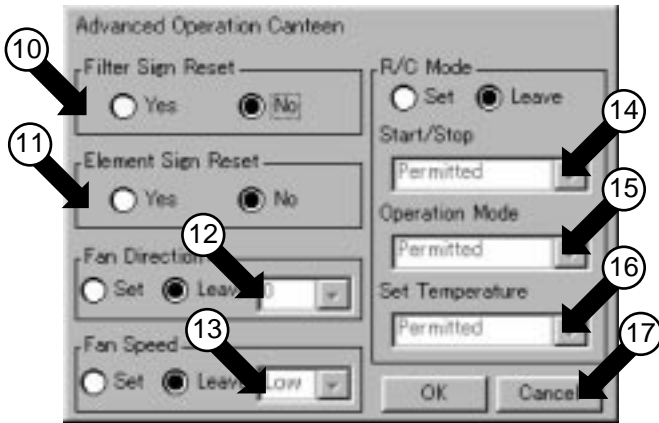 Advanced Operation Canteen
10
Filter Sign Reset
Yes No
11
Element Sign Reset
Yes No
12
Fan Direction
Set Leave 0
13
Fan Speed
Set Leave Low
R/C Mode
Set Leave
14
Start/Stop
Permitted
15
Operation Mode
Permitted
16
Set Temperature
Permitted
17
OK Cancel